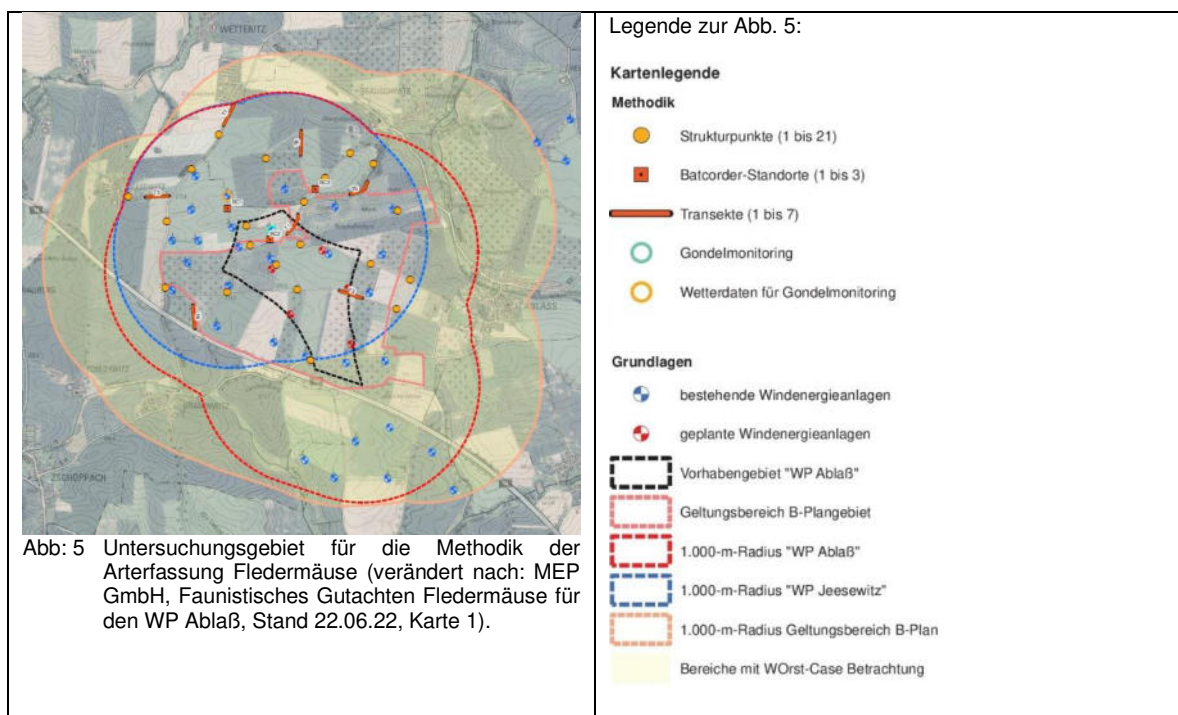 WETTERITZ
ABLASS
ZSCHOPPACH
Abb: 5 Untersuchungsgebiet für die Methodik der
Arterfassung Fledermäuse (verändert nach: MEP
GmbH, Faunistisches Gutachten Fledermäuse für
den WP Ablaß, Stand 22.06.22, Karte 1).
Legende zur Abb. 5:
Kartenlegende
Methodik
Strukturpunkte (1 bis 21)
Batcorder-Standorte (1 bis 3)
Transekte (1 bis 7)
Gondelmonitoring
Wetterdaten für Gondelmonitoring
Grundlagen
bestehende Windenergieanlagen
geplante Windenergieanlagen
Vorhabengebiet "WP Ablaß"
Geltungsbereich B-Plangebiet
1.000-m-Radius "WP Ablaß"
1.000-m-Radius "WP Jeesewitz"
1.000-m-Radius Geltungsbereich B-Plan
Bereiche mit WOrst-Case Betrachtung